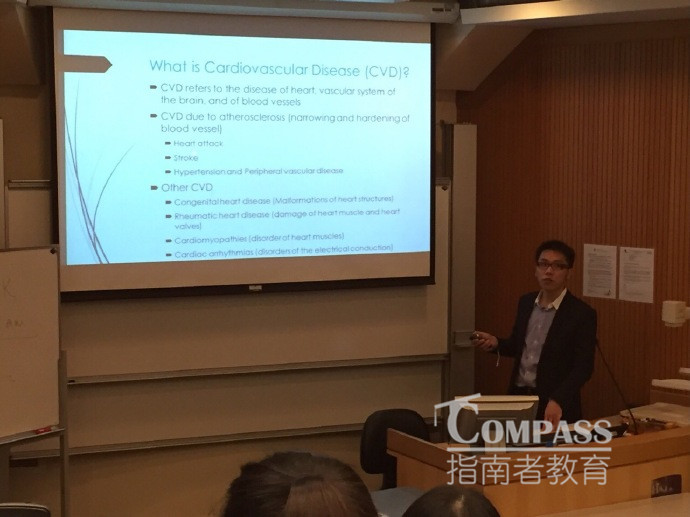 What is Cardiovascular Disease (CVD)?
CVD refers to the disease of heart, vascular system of
the brain, and of blood vessels
CVD due to atherosclerosis (narrowing and hardening of
blood vessel)
Heart attack
Stroke
Hypertension and Peripheral vascular disease
Other CVD
Congenital heart disease (Malformations of heart structures)
Rheumatic heart disease (damage of heart muscle and heart
valves)
Cardiomyopathies (disorder of heart muscles)
Cardiac arrhythmias (disorders of the electrical conduction)
COMPASS
指南者教育